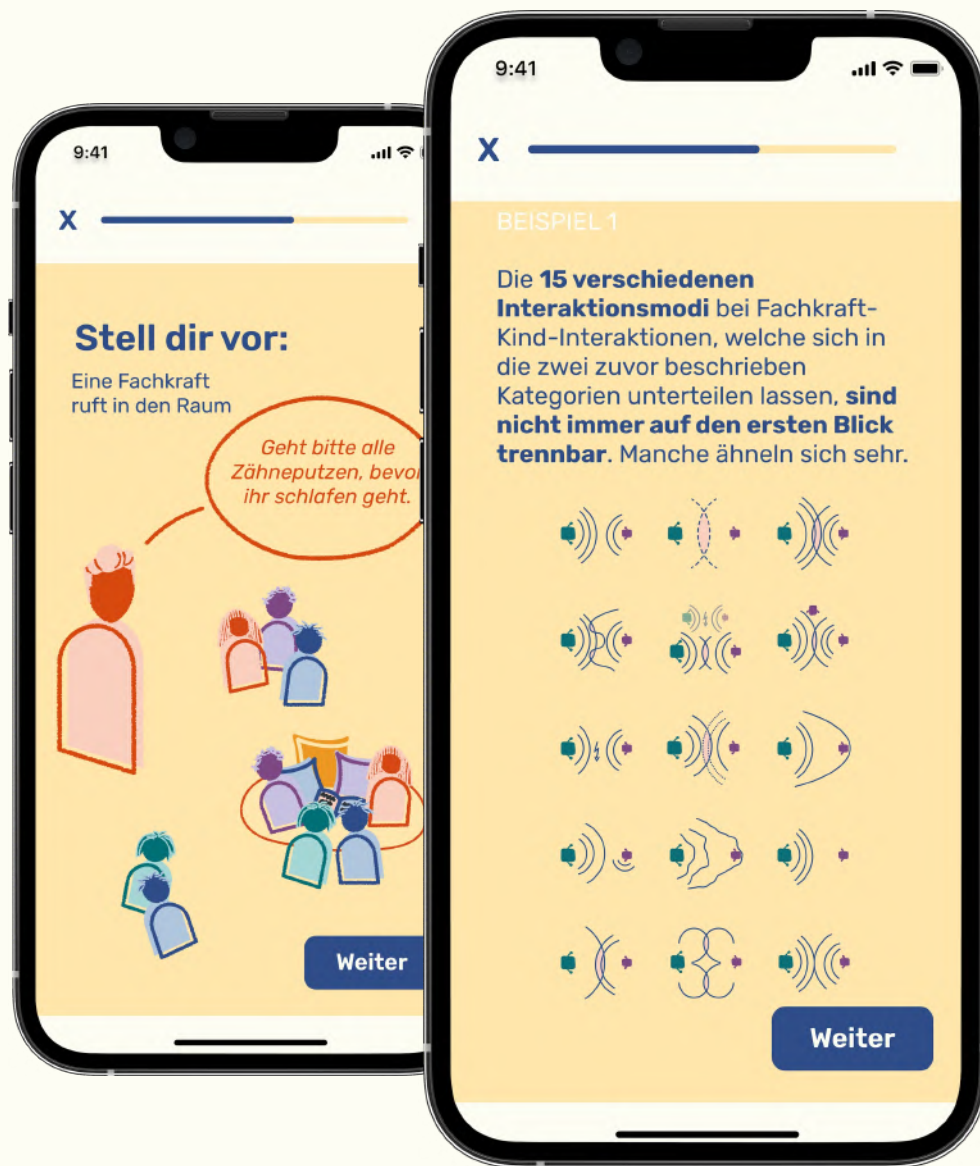 9:41
X
Stell dir vor:
Eine Fachkraft
ruft in den Raum
Geht bitte alle
Zähneputzen, bevor
ihr schlafen geht.
Weiter
9:41
X
BEISPIEL 1
Die 15 verschiedenen
Interaktionsmodi bei Fachkraft-
Kind-Interaktionen, welche sich in
die zwei zuvor beschrieben
Kategorien unterteilen lassen, sind
nicht immer auf den ersten Blick
trennbar. Manche ähneln sich sehr.
Weiter